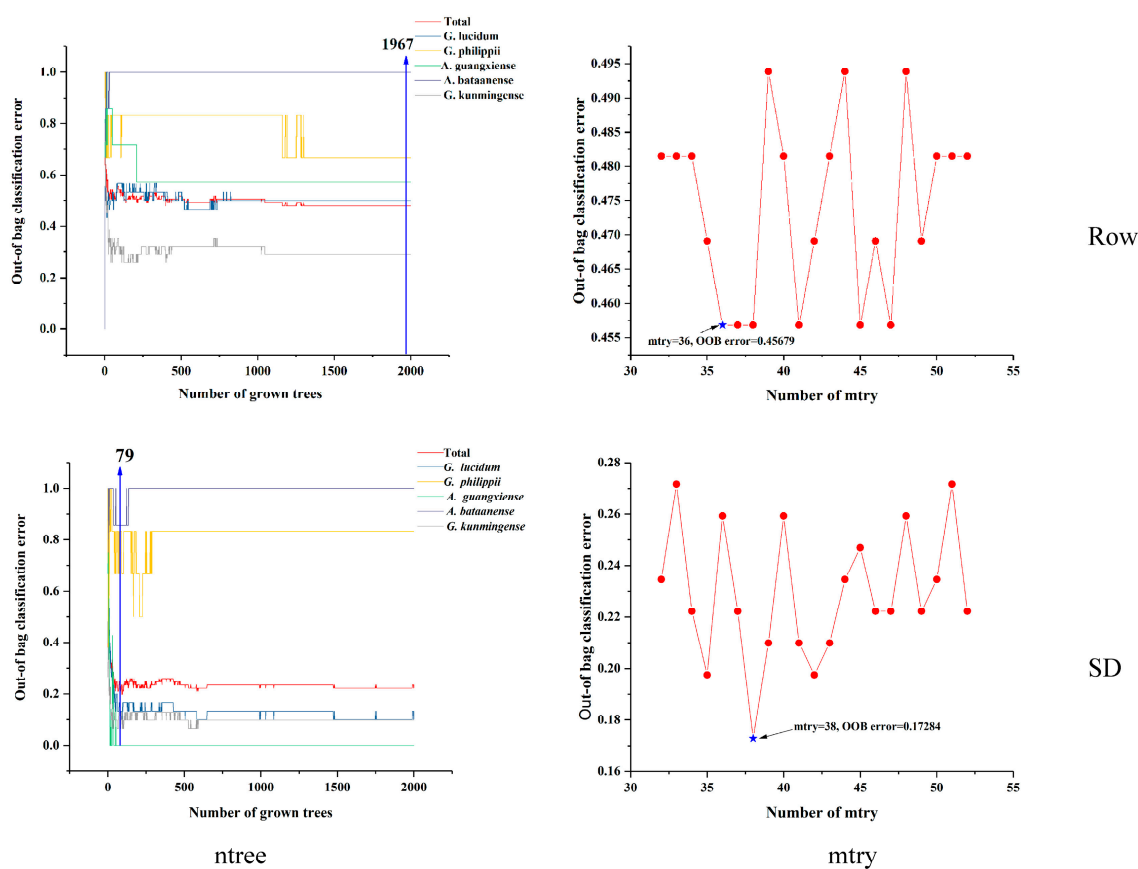 Total
G. lucidum
G. philippii
A. guangxiense
A. bataanense
G. kunmingense
1967
1.0
0.8
0.6
0.4
0.2
0.0
Out-of bag classification error
0 500 1000 1500 2000
Number of grown trees
0.495
0.490
0.485
0.480
0.475
0.470
0.465
0.460
0.455
Out-of bag classification error
mtry=36, OOB error=0.45679
30 35 40 45 50 55
Number of mtry
Row
Total
G. lucidum
G. philippii
A. guangxiense
A. bataanense
G. kunmingense
79
1.0
0.8
0.6
0.4
0.2
0.0
Out-of bag classification error
0 500 1000 1500 2000
Number of grown trees
ntree
0.28
0.26
0.24
0.22
0.20
0.18
0.16
Out-of bag classification error
mtry=38, OOB error=0.17284
30 35 40 45 50 55
Number of mtry
mtry
SD